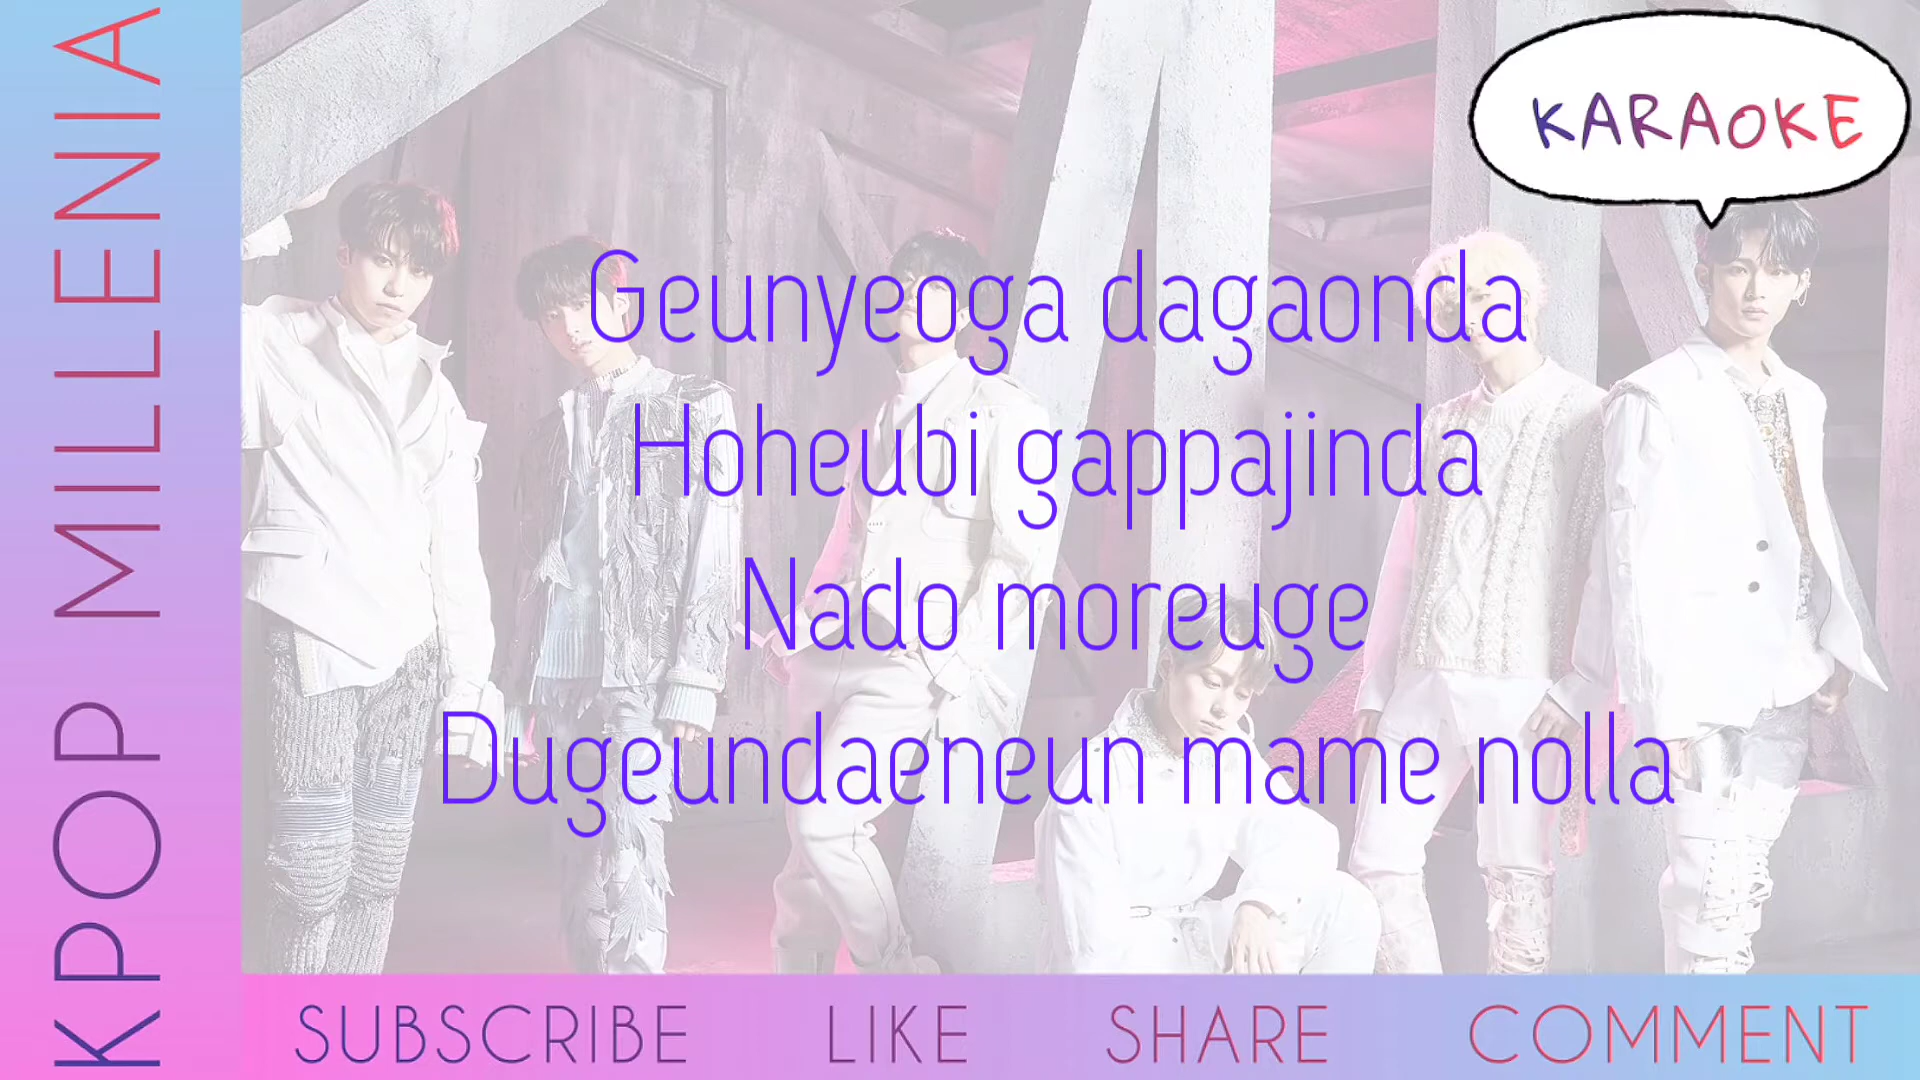 KPOP MILLENIA
KARAOKE
Geunyeoga dagaonda
Hoheubi gappajinda
Nado moreuge
Dugeundaeneun mame nolla
SUBSCRIBE LIKE SHARE COMMENT